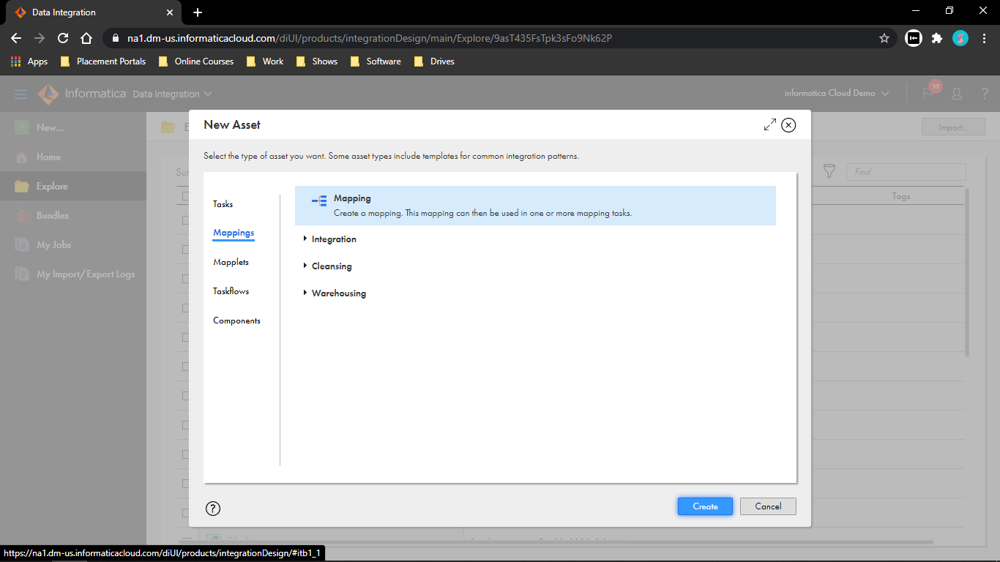 Data Integration
na1.dm-us.informaticacloud.com/diUI/products/integrationDesign/main/Explore/9asT435FsTpk3sFo9Nk62P
Apps Placement Portals Online Courses Work Shows Software Drives
Informatica Data Integration informatica Cloud Demo 10 ?
New...
Home
Explore
Bundles
My Jobs
My Import/Export Logs
Import...
Find
Tags
New Asset
Select the type of asset you want. Some asset types include templates for common integration patterns.
Tasks
Mappings
Mapplets
Taskflows
Components
Mapping
Create a mapping. This mapping can then be used in one or more mapping tasks.
Integration
Cleansing
Warehousing
?
Create Cancel
https://na1.dm-us.informaticacloud.com/diUI/products/integrationDesign/#itb1_1